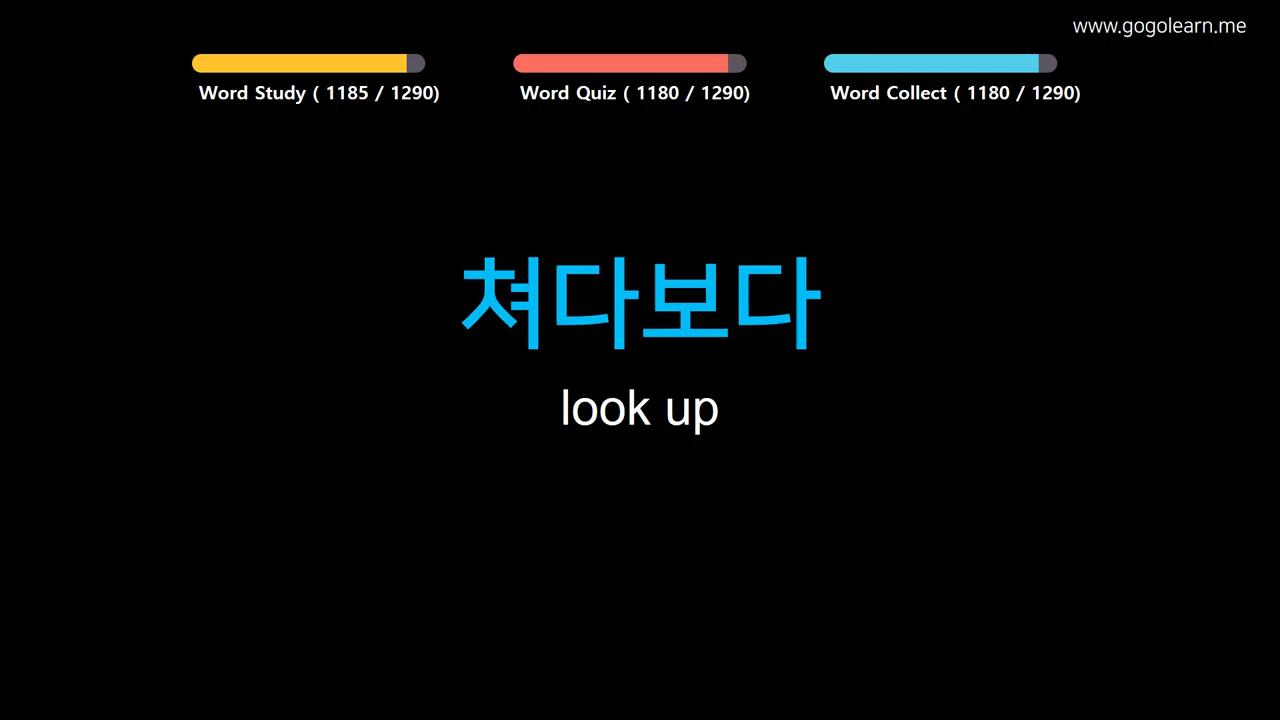 www.gogolearn.me
Word Study ( 1185 / 1290)
Word Quiz ( 1180 / 1290)
Word Collect ( 1180 / 1290)
쳐다보다
look up